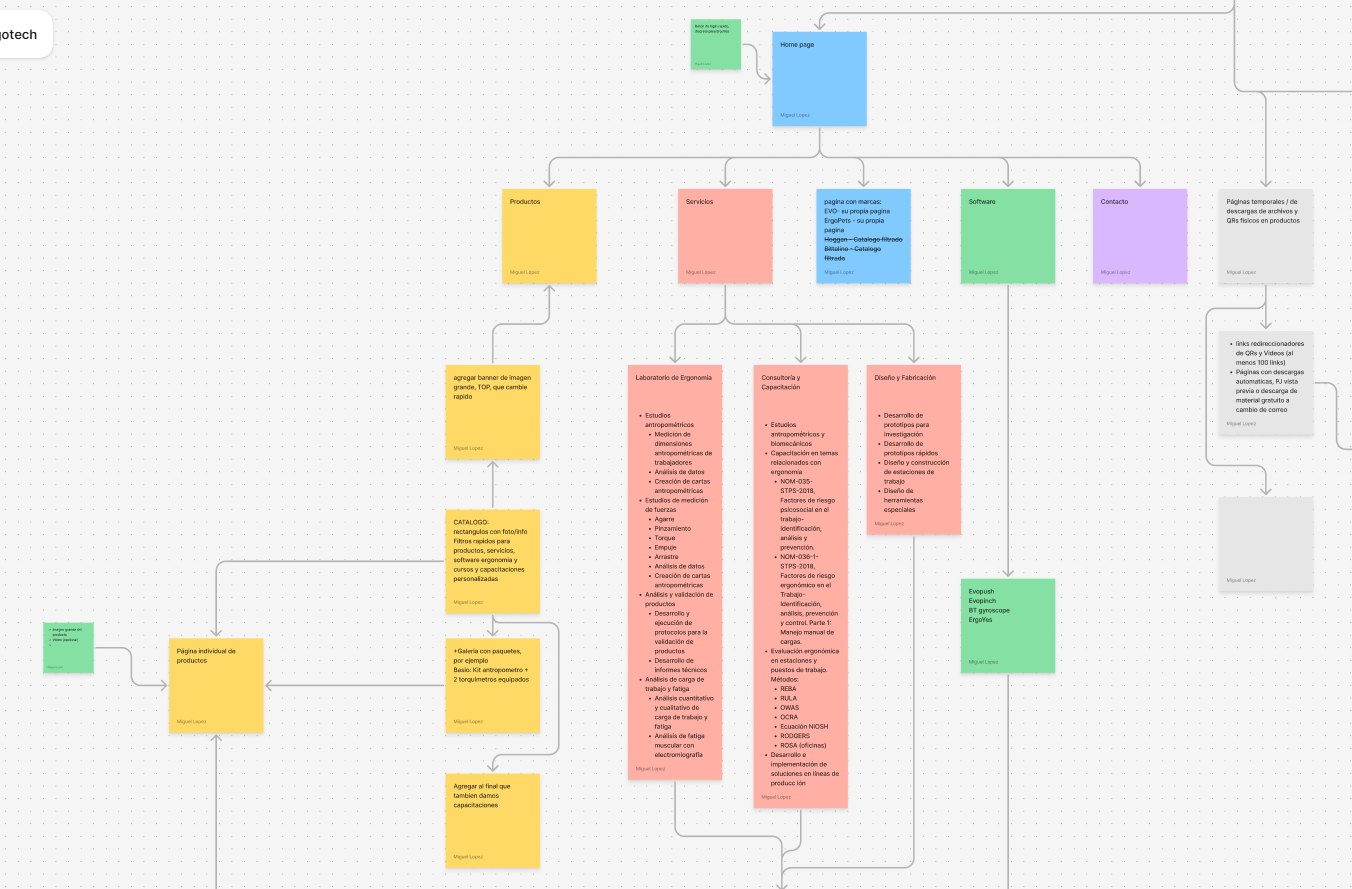 gotech
Banner de login rapido,
Miguel Lopez
Home page
Miguel Lopez
Productos
Miguel Lopez
Servicios
Miguel Lopez
pagina con marcas:
EVO- su propia pagina
ErgoPets - su propia
pagina
Hoggan - Catalogo filtrado
Bittalino - Catalogo
filtrado
Miguel Lopez
Software
Miguel Lopez
Contacto
Miguel Lopez
Páginas temporales / de
descargas de archivos y
QRs físicos en productos
Miguel Lopez
• links redireccionadores
de QRs y Videos (al
menos 100 links)
• Páginas con descargas
automaticas, PJ vista
previa o descarga de
material gratuito a
cambio de correo
Miguel Lopez
Miguel Lopez
agregar banner de imagen
grande, TOP, que cambie
rapido
Miguel Lopez
CATALOGO:
rectangulos con foto/info
Filtros rapidos para
productos, servicios,
software ergonomia y
cursos y capacitaciones
personalizadas
Miguel Lopez
+Galería con paquetes,
por ejemplo
Basio: Kit antropometro +
2 torquimetros equipados
Miguel Lopez
Agregar al final que
tambien damos
capacitaciones
Miguel Lopez
• Imagen grande del
producto
• Video (opcional)
•
Miguel Lopez
Página individual de
productos
Miguel Lopez
Laboratorio de Ergonomía
• Estudios
antropométricos
• Medición de
dimensiones
antropométricas de
trabajadores
• Análisis de datos
• Creación de cartas
antropométricas
• Estudios de medición
de fuerzas
• Agarre
• Pinzamiento
• Torque
• Empuje
• Arrastre
• Análisis de datos
• Creación de cartas
antropométricas
• Análisis y validación de
productos
• Desarrollo y
ejecución de
protocolos para la
validación de
productos
• Desarrollo de
informes técnicos
• Análisis de carga de
trabajo y fatiga
• Análisis cuantitativo
y cualitativo de
carga de trabajo y
fatiga
• Análisis de fatiga
muscular con
electromiografía
Miguel Lopez
Consultoría y
Capacitación
• Estudios
antropométricos y
biomecánicos
• Capacitación en temas
relacionados con
ergonomía
• NOM-035-
STPS-2018,
Factores de riesgo
psicosocial en el
trabajo-
Identificación,
análisis y
prevención.
• NOM-036-1-
STPS-2018,
Factores de riesgo
ergonómico en el
Trabajo-
Identificación,
análisis, prevención
y control. Parte 1:
Manejo manual de
cargas.
• Evaluación ergonómica
en estaciones y
puestos de trabajo.
Métodos:
• REBA
• RULA
• OWAS
• OCRA
• Ecuación NIOSH
• RODGERS
• ROSA (oficinas)
• Desarrollo e
implementación de
soluciones en líneas de
producc ión
Miguel Lopez
Diseño y Fabricación
• Desarrollo de
prototipos para
investigación
• Desarrollo de
prototipos rápidos
• Diseño y construcción
de estaciones de
trabajo
• Diseño de
herramientas
especiales
Miguel Lopez
Evopush
Evopinch
BT gyroscope
ErgoYes
Miguel Lopez